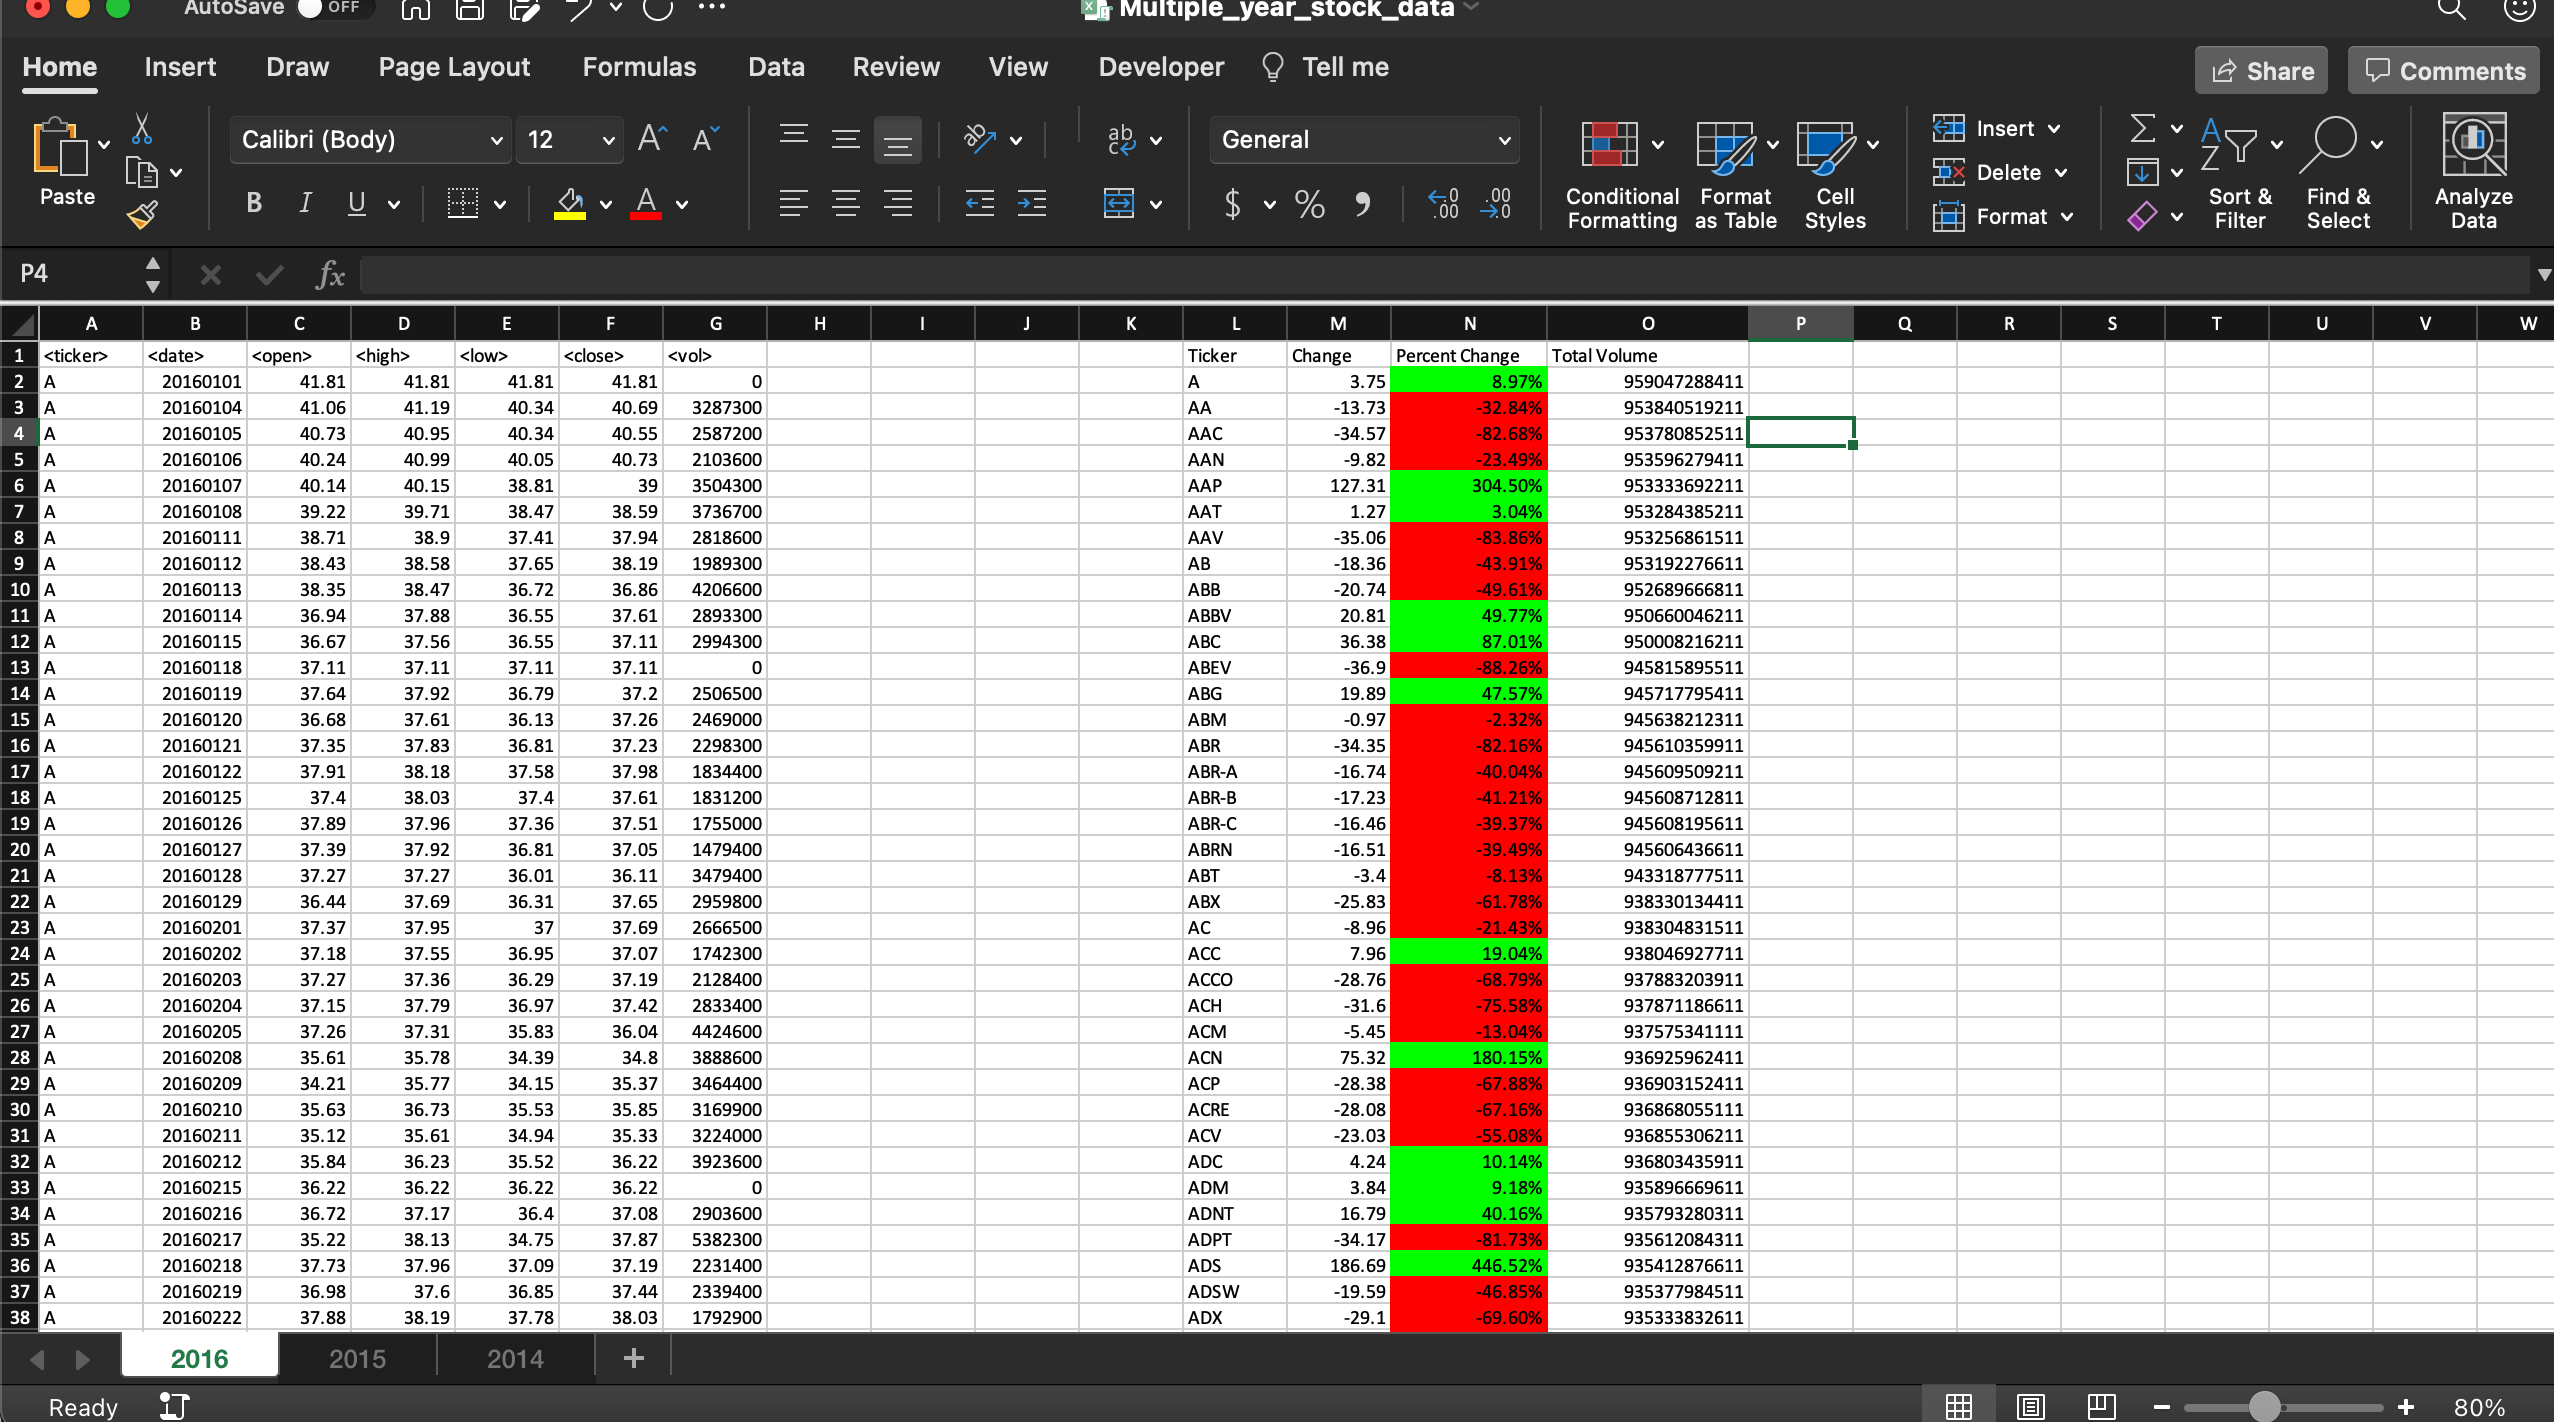 AutoSave OFF Multiple_year_stock_data
Home Insert Draw Page Layout Formulas Data Review View Developer Tell me Share Comments
Paste Calibri (Body) 12 General Conditional Formatting Format as Table Cell Styles Insert Delete Format Sort & Filter Find & Select Analyze Data
P4 fx
A B C D E F G H I J K L M N O P Q R S T U V W
1 <ticker> <date> <open> <high> <low> <close> <vol> Ticker Change Percent Change Total Volume
2 A 20160101 41.81 41.81 41.81 41.81 0 A 3.75 8.97% 959047288411
3 A 20160104 41.06 41.19 40.34 40.69 3287300 AA -13.73 -32.84% 953840519211
4 A 20160105 40.73 40.95 40.34 40.55 2587200 AAC -34.57 -82.68% 953780852511
5 A 20160106 40.24 40.99 40.05 40.73 2103600 AAN -9.82 -23.49% 953596279411
6 A 20160107 40.14 40.15 38.81 39 3504300 AAP 127.31 304.50% 953333692211
7 A 20160108 39.22 39.71 38.47 38.59 3736700 AAT 1.27 3.04% 953284385211
8 A 20160111 38.71 38.9 37.41 37.94 2818600 AAV -35.06 -83.86% 953256861511
9 A 20160112 38.43 38.58 37.65 38.19 1989300 AB -18.36 -43.91% 953192276611
10 A 20160113 38.35 38.47 36.72 36.86 4206600 ABB -20.74 -49.61% 952689666811
11 A 20160114 36.94 37.88 36.55 37.61 2893300 ABBV 20.81 49.77% 950660046211
12 A 20160115 36.67 37.56 36.55 37.11 2994300 ABC 36.38 87.01% 950008216211
13 A 20160118 37.11 37.11 37.11 37.11 0 ABEV -36.9 -88.26% 945815895511
14 A 20160119 37.64 37.92 36.79 37.2 2506500 ABG 19.89 47.57% 945717795411
15 A 20160120 36.68 37.61 36.13 37.26 2469000 ABM -0.97 -2.32% 945638212311
16 A 20160121 37.35 37.83 36.81 37.23 2298300 ABR -34.35 -82.16% 945610359911
17 A 20160122 37.91 38.18 37.58 37.98 1834400 ABR-A -16.74 -40.04% 945609509211
18 A 20160125 37.4 38.03 37.4 37.61 1831200 ABR-B -17.23 -41.21% 945608712811
19 A 20160126 37.89 37.96 37.36 37.51 1755000 ABR-C -16.46 -39.37% 945608195611
20 A 20160127 37.39 37.92 36.81 37.05 1479400 ABRN -16.51 -39.49% 945606436611
21 A 20160128 37.27 37.27 36.01 36.11 3479400 ABT -3.4 -8.13% 943318777511
22 A 20160129 36.44 37.69 36.31 37.65 2959800 ABX -25.83 -61.78% 938330134411
23 A 20160201 37.37 37.95 37 37.69 2666500 AC -8.96 -21.43% 938304831511
24 A 20160202 37.18 37.55 36.95 37.07 1742300 ACC 7.96 19.04% 938046927711
25 A 20160203 37.27 37.36 36.29 37.19 2128400 ACCO -28.76 -68.79% 937883203911
26 A 20160204 37.15 37.79 36.97 37.42 2833400 ACH -31.6 -75.58% 937871186611
27 A 20160205 37.26 37.31 35.83 36.04 4424600 ACM -5.45 -13.04% 937575341111
28 A 20160208 35.61 35.78 34.39 34.8 3888600 ACN 75.32 180.15% 936925962411
29 A 20160209 34.21 35.77 34.15 35.37 3464400 ACP -28.38 -67.88% 936903152411
30 A 20160210 35.63 36.73 35.53 35.85 3169900 ACRE -28.08 -67.16% 936868055111
31 A 20160211 35.12 35.61 34.94 35.33 3224000 ACV -23.03 -55.08% 936855306211
32 A 20160212 35.84 36.23 35.52 36.22 3923600 ADC 4.24 10.14% 936803435911
33 A 20160215 36.22 36.22 36.22 36.22 0 ADM 3.84 9.18% 935896669611
34 A 20160216 36.72 37.17 36.4 37.08 2903600 ADNT 16.79 40.16% 935793280311
35 A 20160217 35.22 38.13 34.75 37.87 5382300 ADPT -34.17 -81.73% 935612084311
36 A 20160218 37.73 37.96 37.09 37.19 2231400 ADS 186.69 446.52% 935412876611
37 A 20160219 36.98 37.6 36.85 37.44 2339400 ADSW -19.59 -46.85% 935377984511
38 A 20160222 37.88 38.19 37.78 38.03 1792900 ADX -29.1 -69.60% 935333832611
2016 2015 2014 +
Ready 80%